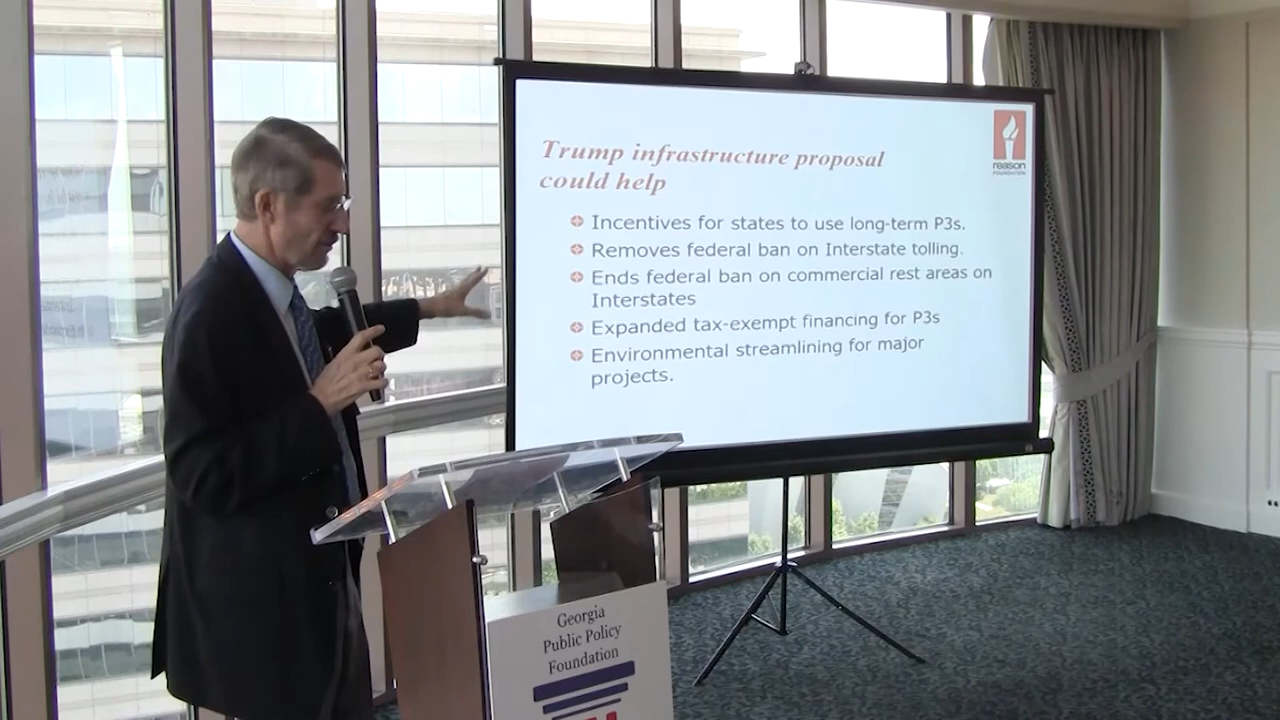 Trump infrastructure proposal
could help
reason
FOUNDATION
Incentives for states to use long-term P3s.
Removes federal ban on Interstate tolling.
Ends federal ban on commercial rest areas on
Interstates
Expanded tax-exempt financing for P3s
Environmental streamlining for major
projects.
Georgia
Public Policy
Foundation